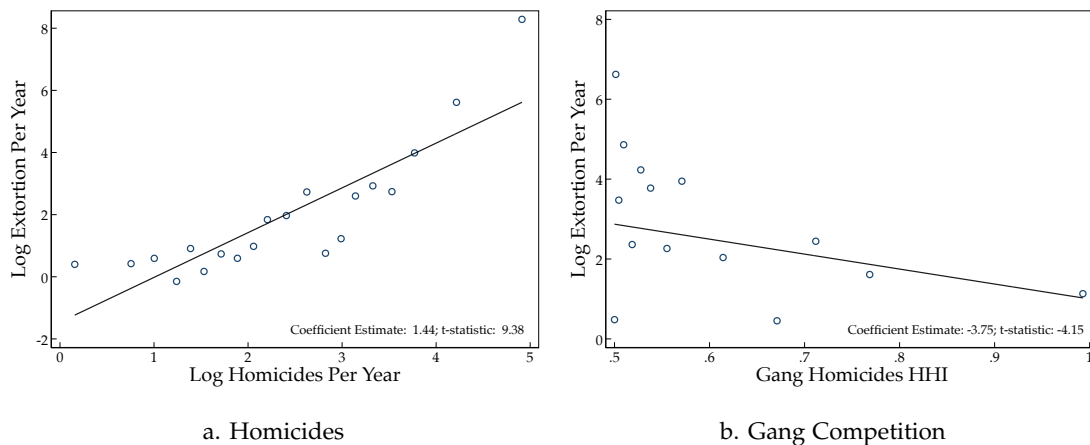 8
6
4
2
0
-2
Log Extortion Per Year
Coefficient Estimate: 1.44; t-statistic: 9.38
0 1 2 3 4 5
Log Homicides Per Year
a. Homicides
8
6
4
2
0
Log Extortion Per Year
Coefficient Estimate: -3.75; t-statistic: -4.15
.5 .6 .7 .8 .9 1
Gang Homicides HHI
b. Gang Competition